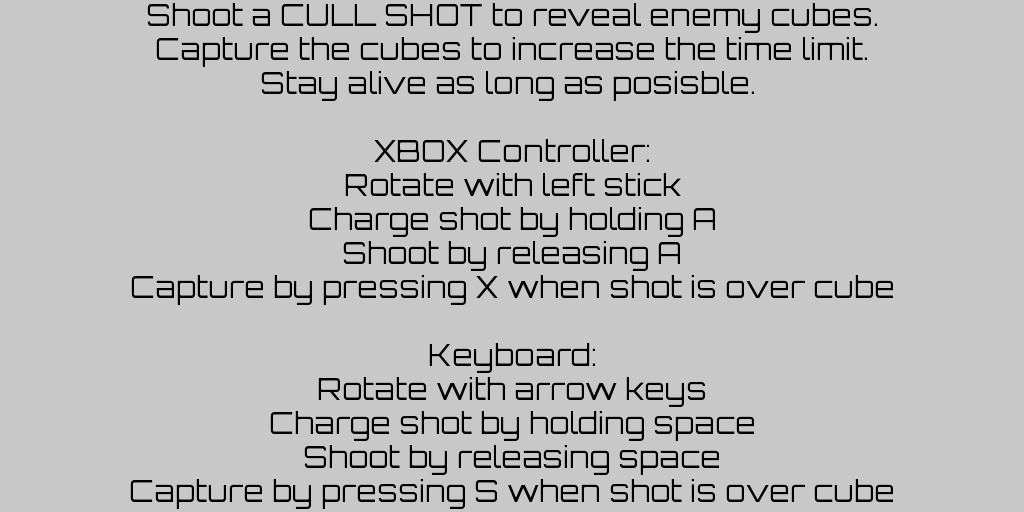 Shoot a CULL SHOT to reveal enemy cubes.
Capture the cubes to increase the time limit.
Stay alive as long as posisble.
XBOX Controller:
Rotate with left stick
Charge shot by holding A
Shoot by releasing A
Capture by pressing X when shot is over cube
Keyboard:
Rotate with arrow keys
Charge shot by holding space
Shoot by releasing space
Capture by pressing S when shot is over cube